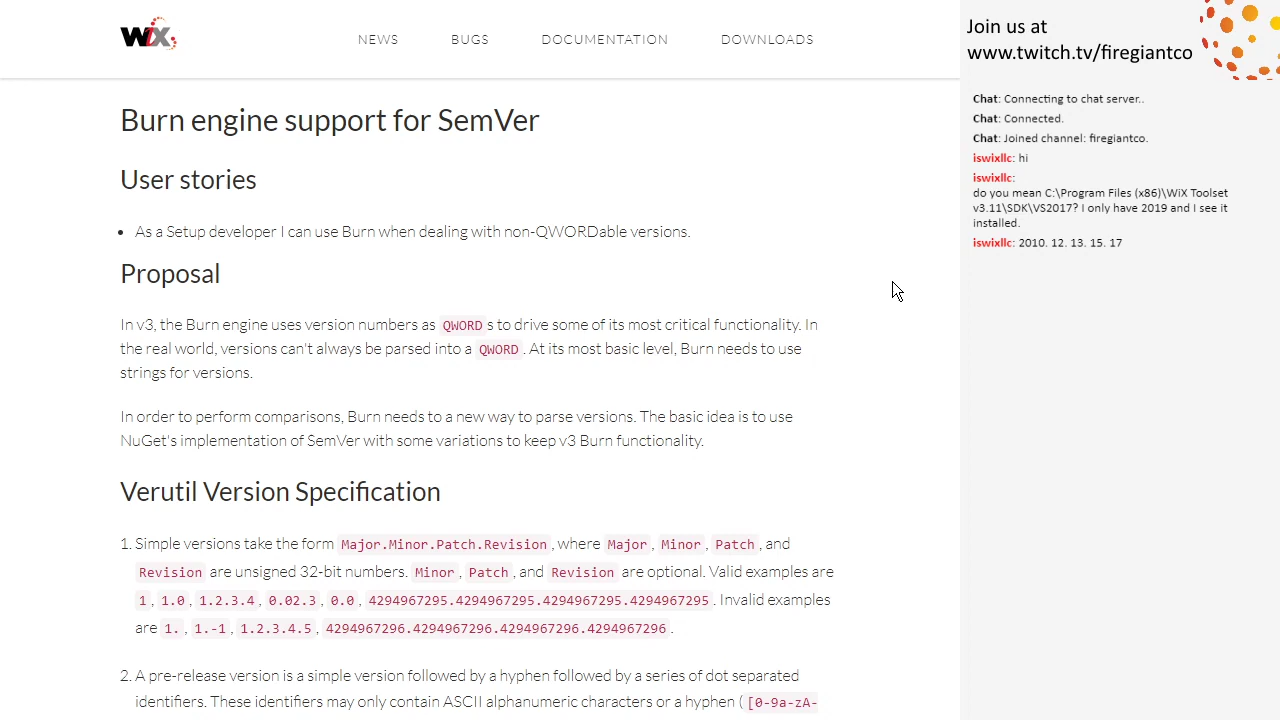 WiX
NEWS BUGS DOCUMENTATION DOWNLOADS
Burn engine support for SemVer
User stories
• As a Setup developer I can use Burn when dealing with non-QWORDable versions.
Proposal
In v3, the Burn engine uses version numbers as QWORD s to drive some of its most critical functionality. In
the real world, versions can't always be parsed into a QWORD . At its most basic level, Burn needs to use
strings for versions.
In order to perform comparisons, Burn needs to a new way to parse versions. The basic idea is to use
NuGet's implementation of SemVer with some variations to keep v3 Burn functionality.
Verutil Version Specification
1. Simple versions take the form Major.Minor.Patch.Revision , where Major , Minor , Patch , and
Revision are unsigned 32-bit numbers. Minor , Patch , and Revision are optional. Valid examples are
1 , 1.0 , 1.2.3.4 , 0.02.3 , 0.0 , 4294967295.4294967295.4294967295.4294967295 . Invalid examples
are 1. , 1.-1 , 1.2.3.4.5 , 4294967296.4294967296.4294967296.4294967296 .
2. A pre-release version is a simple version followed by a hyphen followed by a series of dot separated
identifiers. These identifiers may only contain ASCII alphanumeric characters or a hyphen ( [0-9a-zA-
Join us at
www.twitch.tv/firegiantco
Chat: Connecting to chat server..
Chat: Connected.
Chat: Joined channel: firegiantco.
iswixllc: hi
iswixllc:
do you mean C:\Program Files (x86)\WiX Toolset
v3.11\SDK\VS2017? I only have 2019 and I see it
installed.
iswixllc: 2010. 12. 13. 15. 17